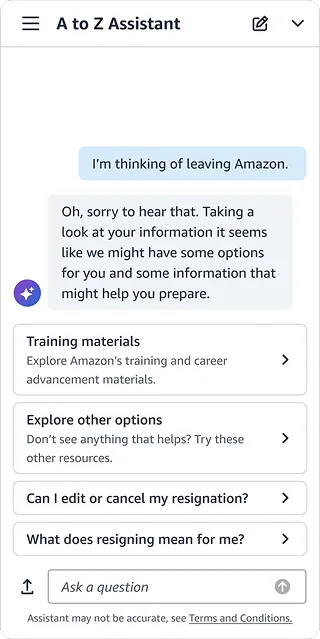 A to Z Assistant
I’m thinking of leaving Amazon.
Oh, sorry to hear that. Taking a
look at your information it seems
like we might have some options
for you and some information that
might help you prepare.
Training materials
Explore Amazon’s training and career
advancement materials.
Explore other options
Don’t see anything that helps? Try these
other resources.
Can I edit or cancel my resignation?
What does resigning mean for me?
Ask a question
Assistant may not be accurate, see Terms and Conditions.